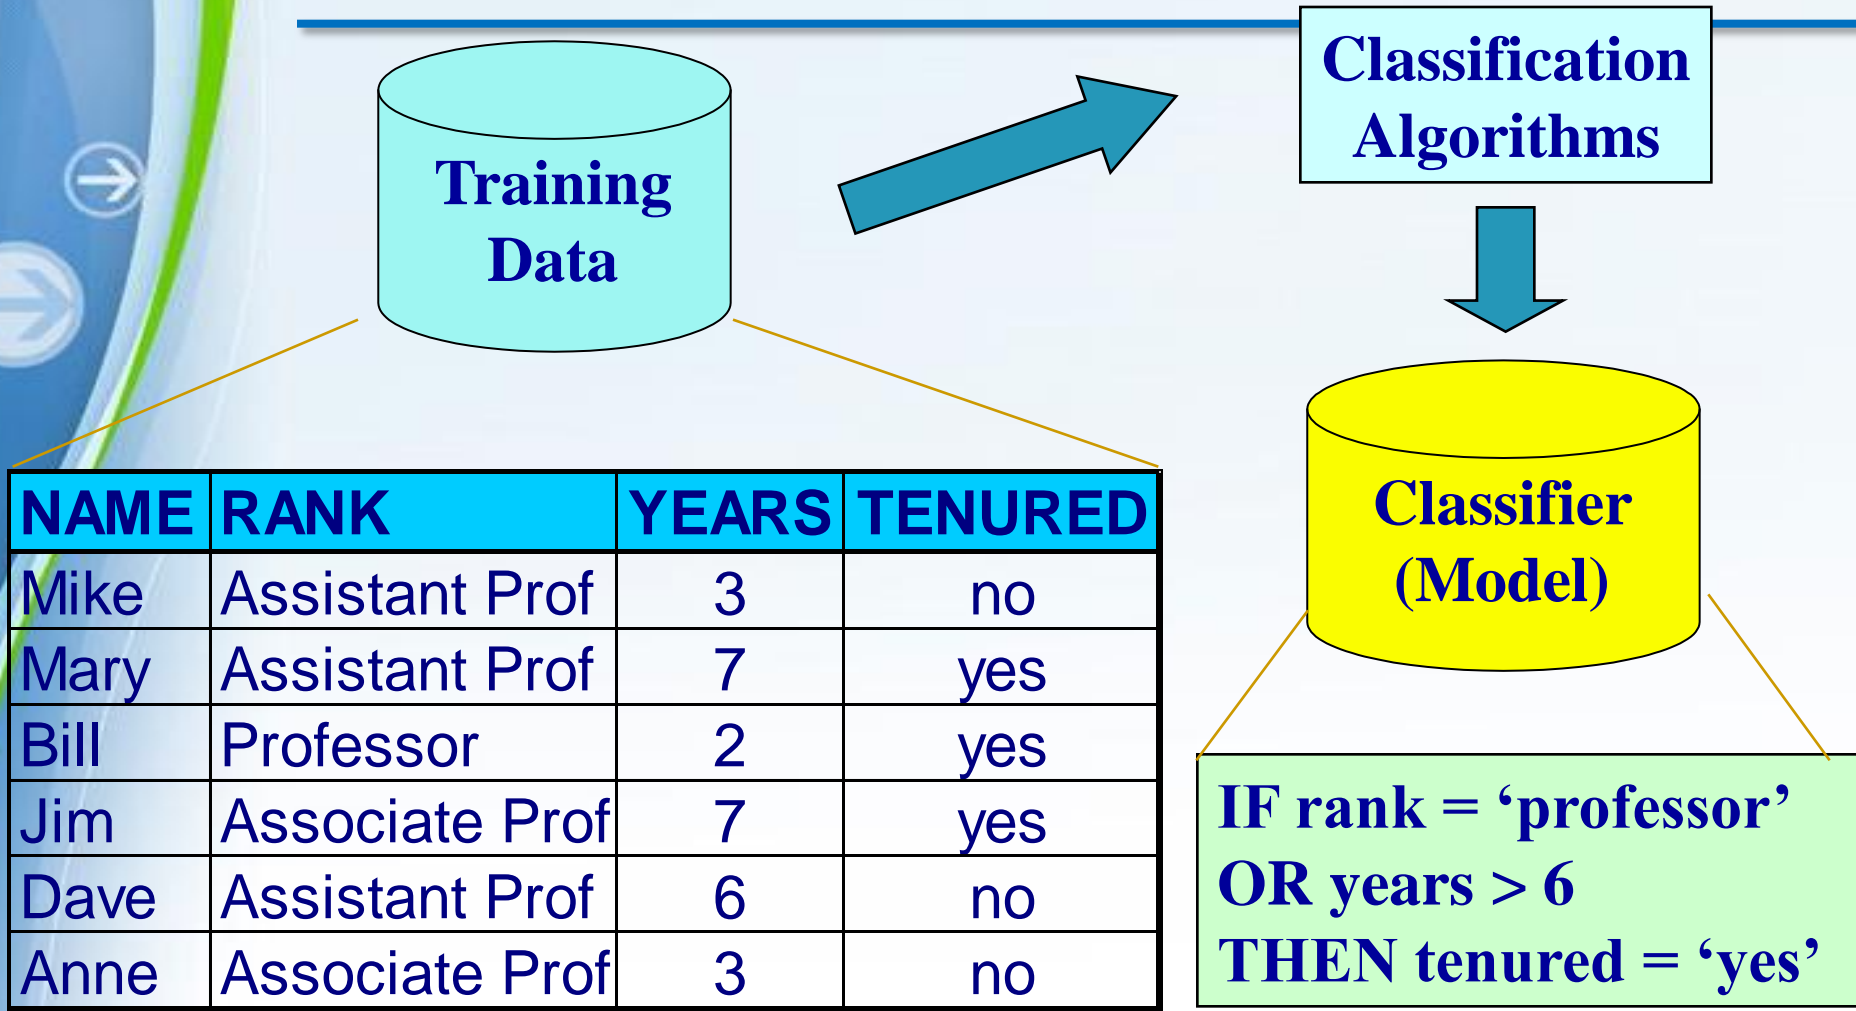 Training
Data
Classification
Algorithms
NAME RANK YEARS TENURED
Mike Assistant Prof 3 no
Mary Assistant Prof 7 yes
Bill Professor 2 yes
Jim Associate Prof 7 yes
Dave Assistant Prof 6 no
Anne Associate Prof 3 no
Classifier
(Model)
IF rank = ‘professor’
OR years > 6
THEN tenured = ‘yes’